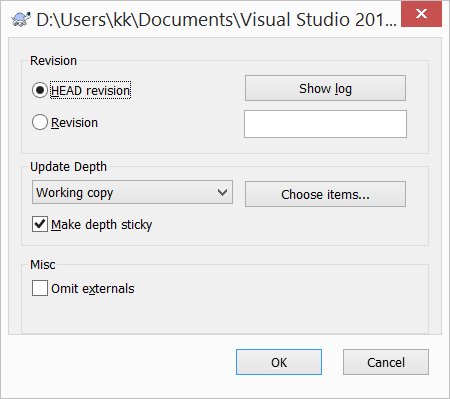 D:\Users\kk\Documents\Visual Studio 201...
Revision
HEAD revision
Show log
Revision
Update Depth
Working copy
Choose items...
Make depth sticky
Misc
Omit externals
OK
Cancel